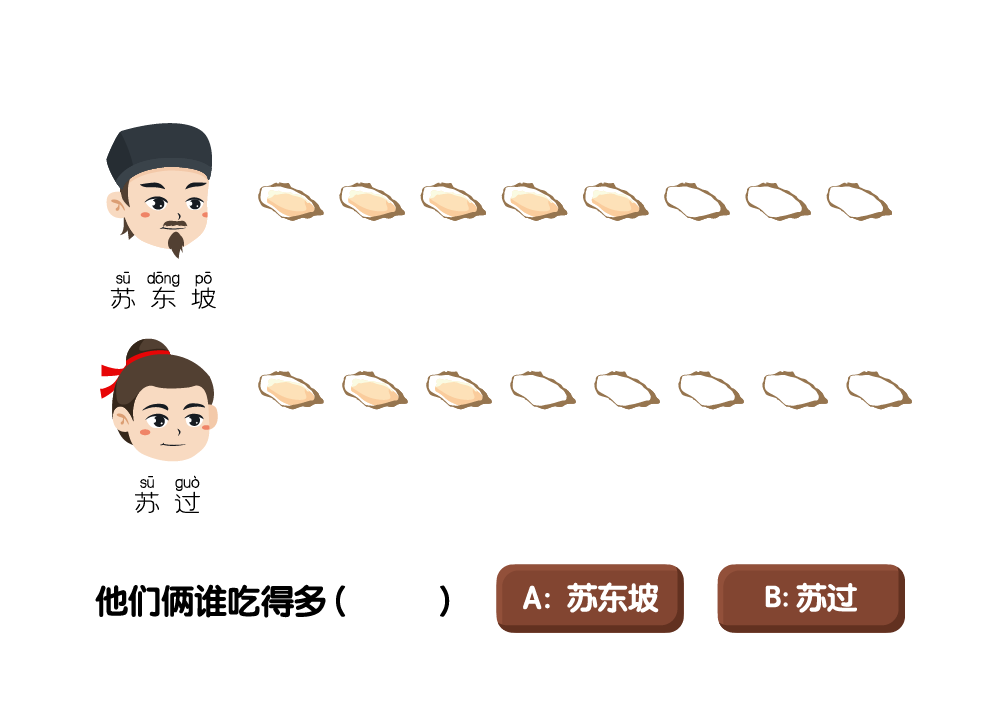 sū dōng pō
苏 东 坡
sū guò
苏 过
他们俩谁吃得多( )
A: 苏东坡
B: 苏过